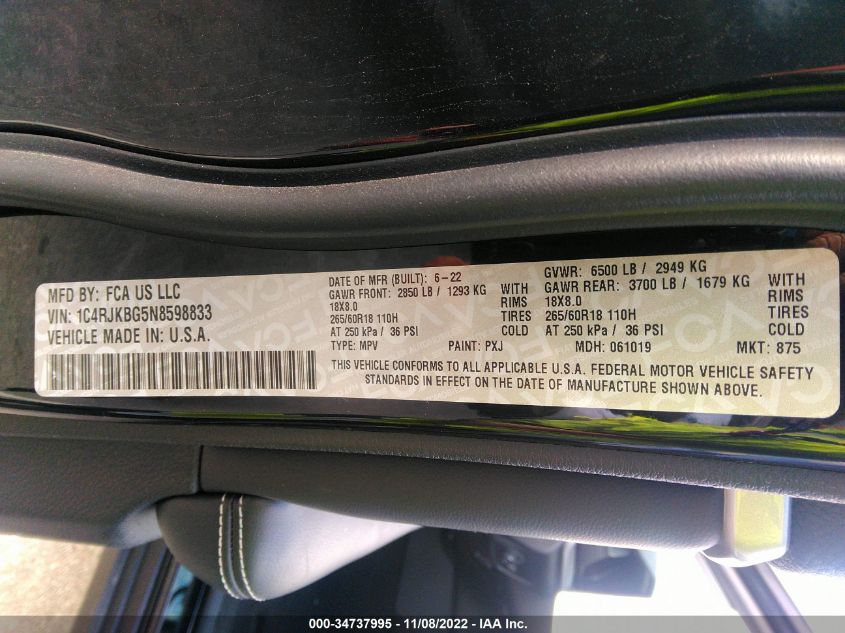 MFD BY: FCA US LLC
VIN: 1C4RJKBG5N8598833
VEHICLE MADE IN: U.S.A.
DATE OF MFR (BUILT): 6-22
GAWR FRONT: 2850 LB / 1293 KG WITH
18X8.0 RIMS
265/60R18 110H TIRES
AT 250 kPa / 36 PSI COLD
GVWR: 6500 LB / 2949 KG
GAWR REAR: 3700 LB / 1679 KG WITH
18X8.0 RIMS
265/60R18 110H TIRES
AT 250 kPa / 36 PSI COLD
TYPE: MPV PAINT: PXJ MDH: 061019 MKT: 875
THIS VEHICLE CONFORMS TO ALL APPLICABLE U.S.A. FEDERAL MOTOR VEHICLE SAFETY
STANDARDS IN EFFECT ON THE DATE OF MANUFACTURE SHOWN ABOVE.
000-34737995 - 11/08/2022 - IAA Inc.